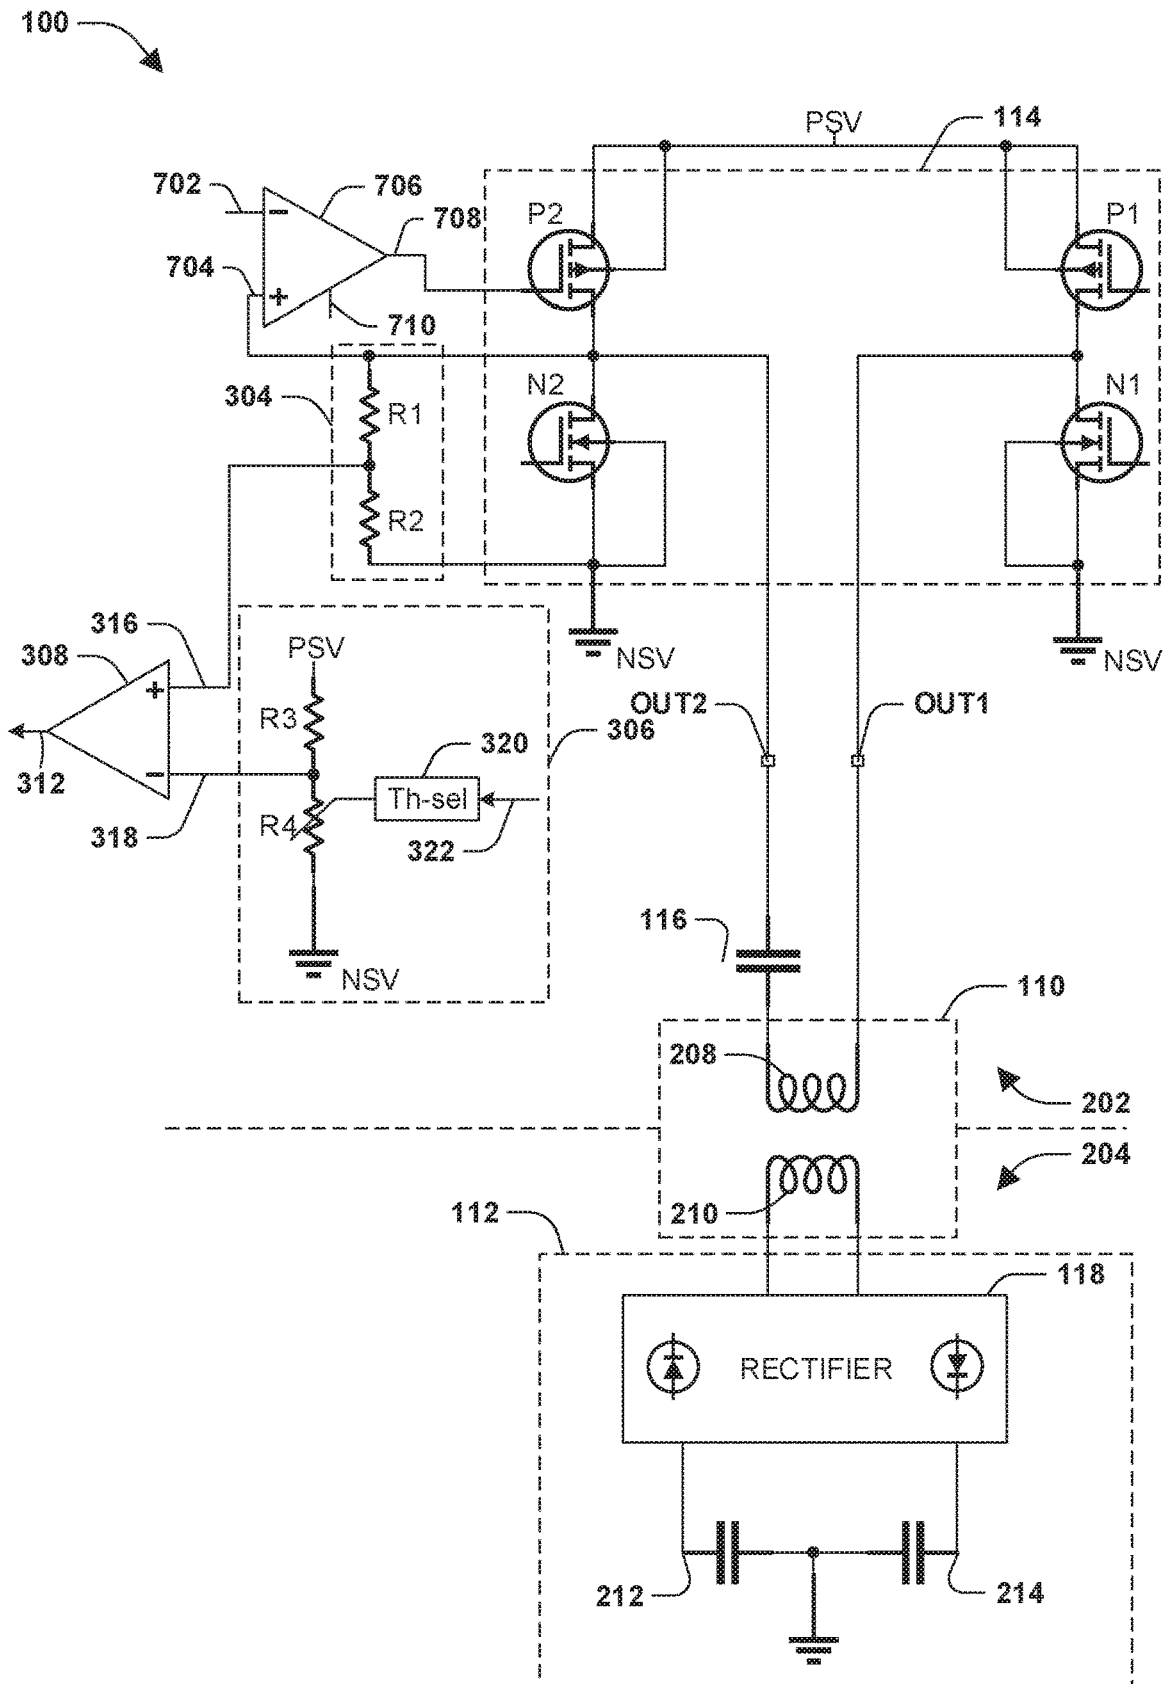 100
PSV
114
702
706
P2
P1
708
704
- 
+
710
304
R1
N2
N1
R2
316
308
PSV
NSV
NSV
+
R3
OUT2
OUT1
320
306
312
-
Th-sel
R4
318
322
116
NSV
110
208
202
204
210
112
118
RECTIFIER
212
214